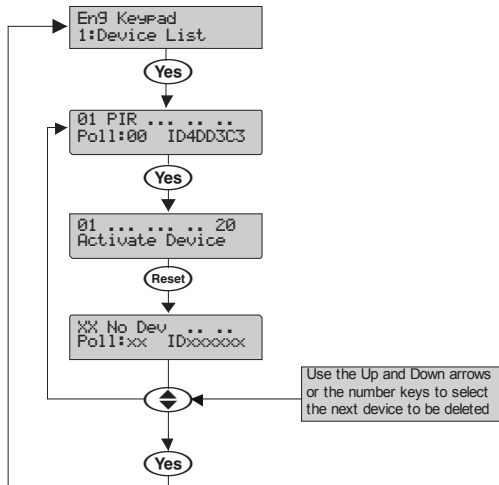 Eng Keypad
1:Device List
Yes
01 PIR ... .. ..
Poll:00 ID4DD3C3
Yes
01 ... ... .. 20
Activate Device
Reset
XX No Dev .. ..
Poll:xx IDxxxxxx
Use the Up and Down arrows
or the number keys to select
the next device to be deleted
Yes